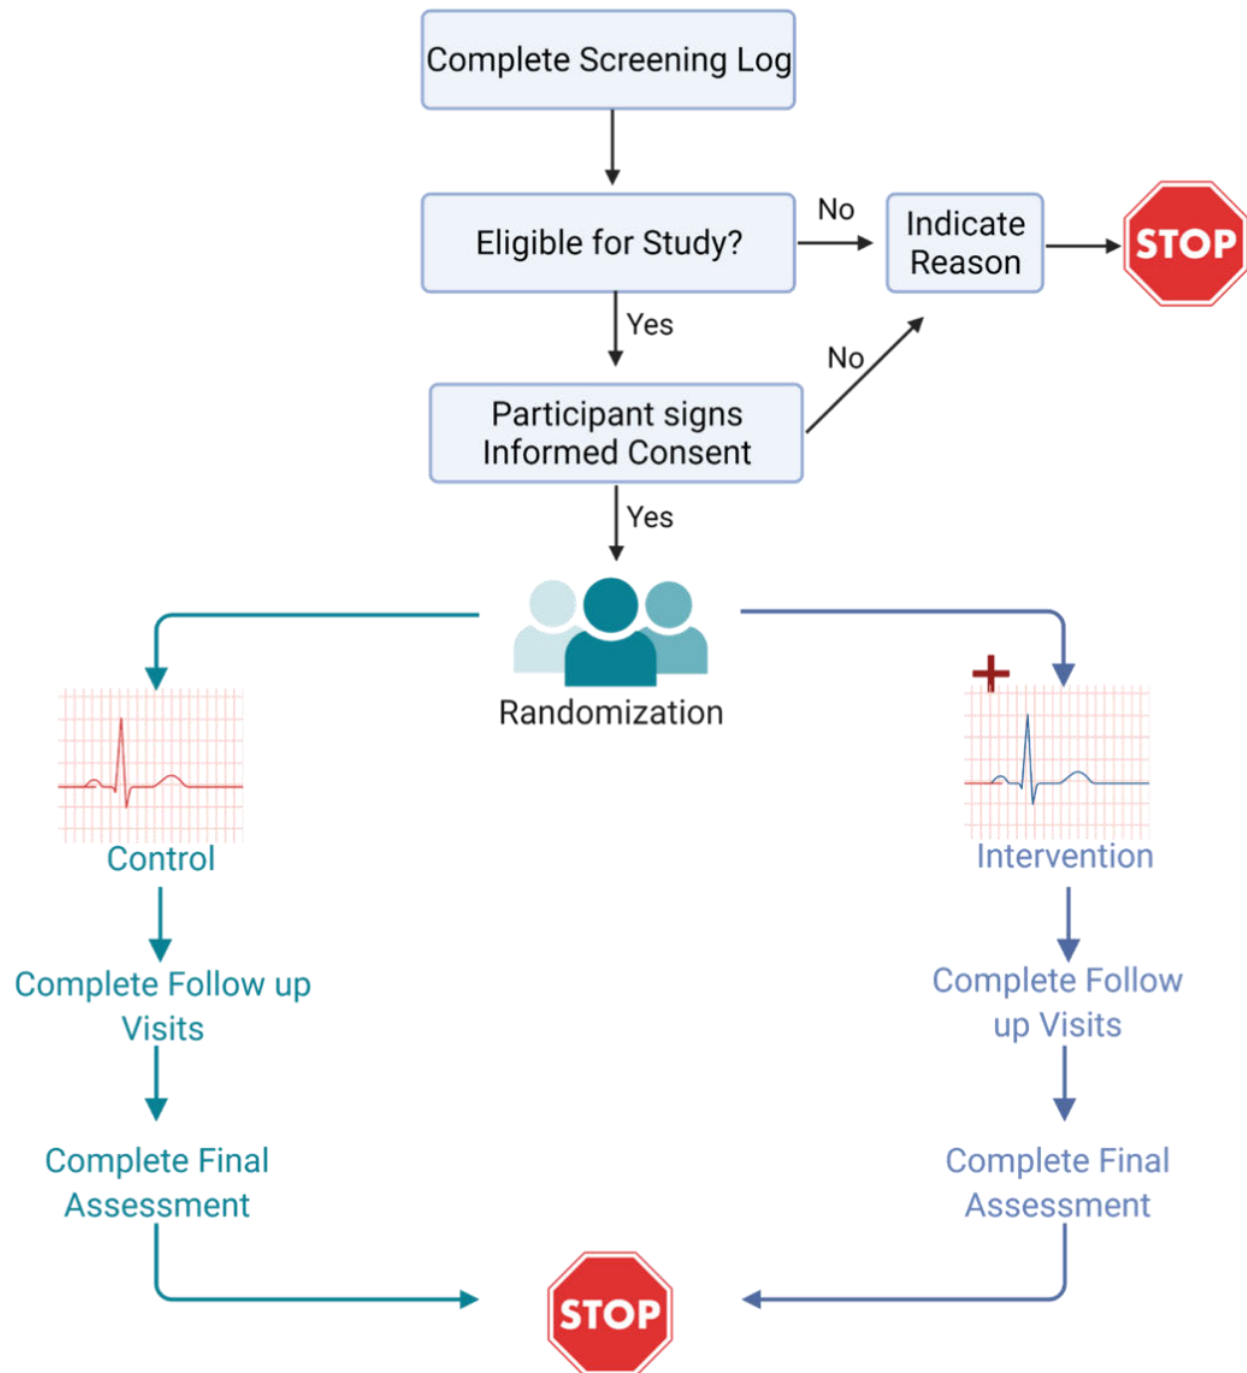 Complete Screening Log
Eligible for Study?
No
Indicate
Reason
STOP
Yes
No
Participant signs
Informed Consent
Yes
Randomization
Control
Intervention
Complete Follow up
Visits
Complete Follow
up Visits
Complete Final
Assessment
Complete Final
Assessment
STOP